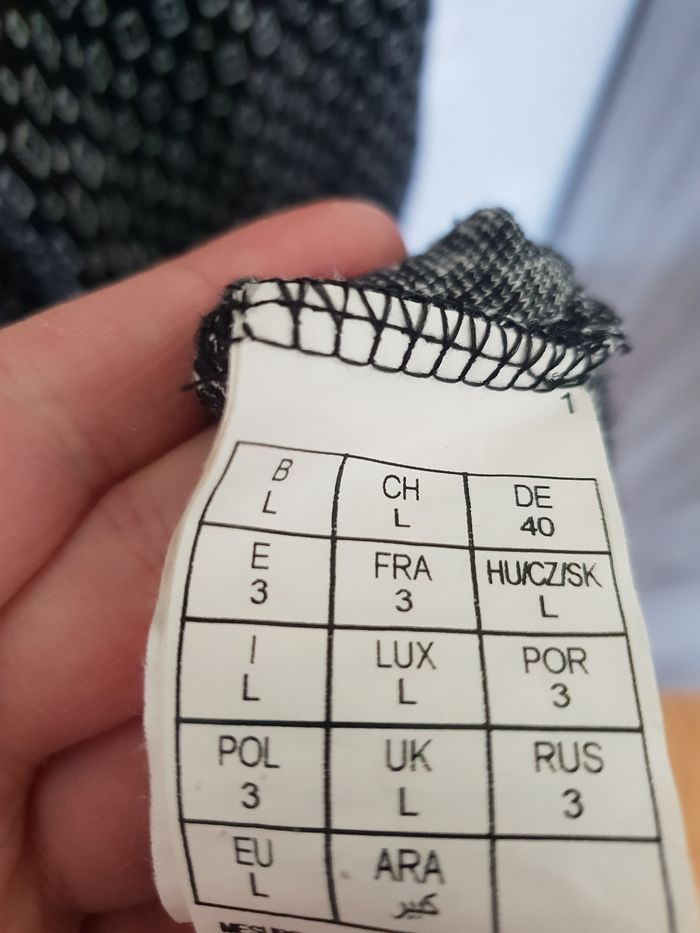 1
B CH DE
L L 40
E FRA HU/CZ/SK
3 3 L
I LUX POR
L L 3
POL UK RUS
3 L 3
EU ARA
L كبير